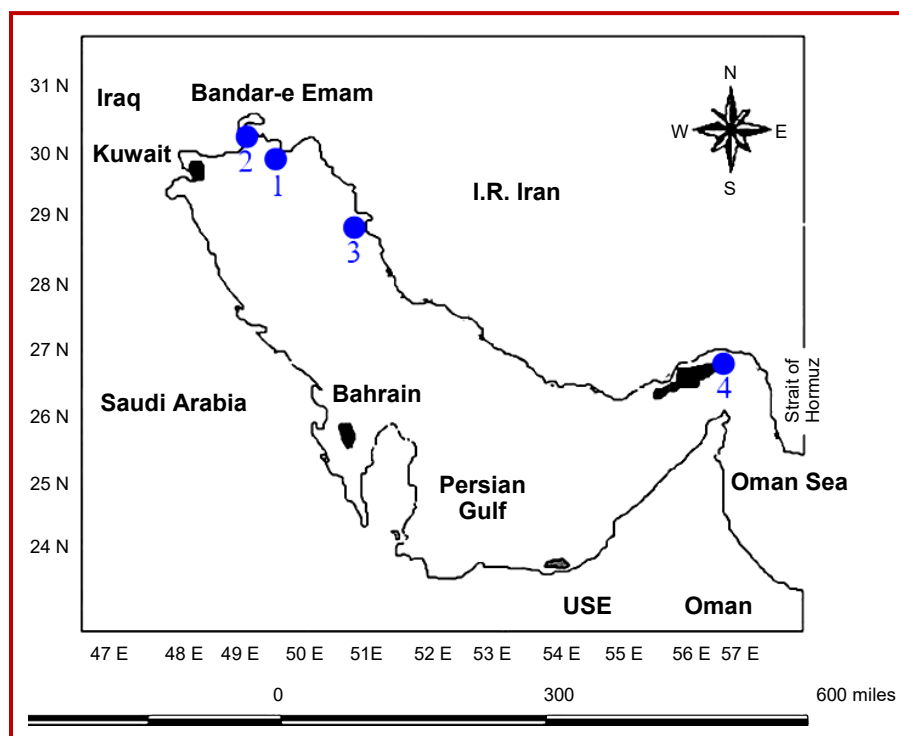 31 N
Iraq
Bandar-e Emam
N
W
E
S
30 N
Kuwait
2
1
I.R. Iran
29 N
3
28 N
27 N
Strait of
Hormuz
4
Saudi Arabia
Bahrain
26 N
25 N
Persian
Gulf
Oman Sea
24 N
USE
Oman
47 E 48 E 49 E 50 E 51E 52 E 53 E 54 E 55 E 56 E 57 E
0 300 600 miles